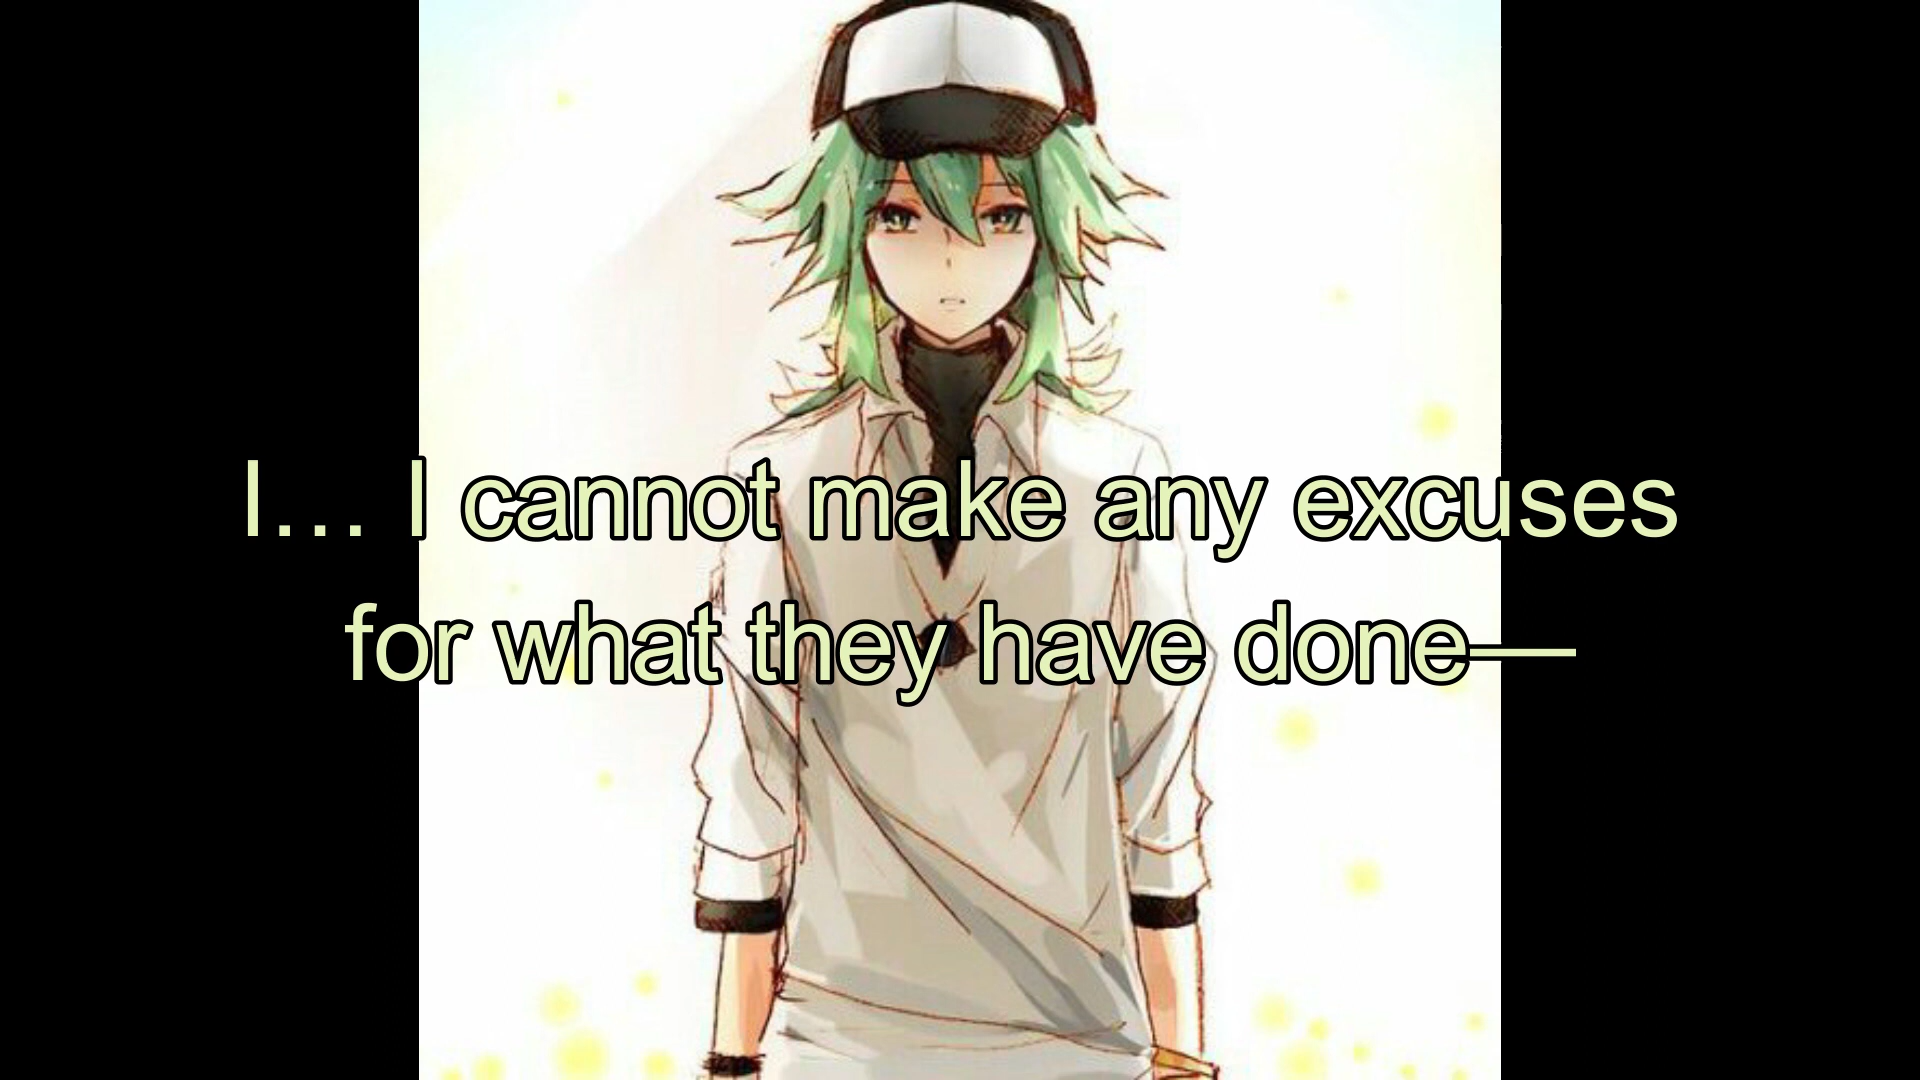 I… I cannot make any excuses
for what they have done—